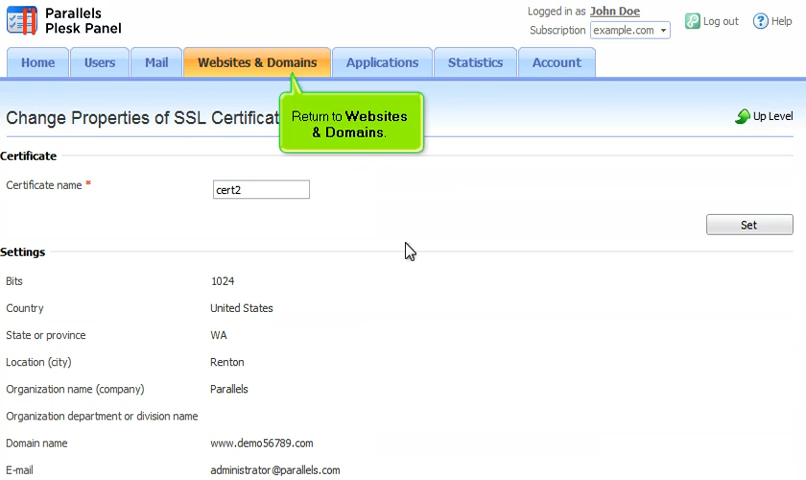 Parallels
Plesk Panel
Logged in as John Doe
Subscription example.com
Log out
Help
Home
Users
Mail
Websites & Domains
Applications
Statistics
Account
Return to Websites
& Domains.
Change Properties of SSL Certificat
Up Level
Certificate
Certificate name *
cert2
Set
Settings
Bits 1024
Country United States
State or province WA
Location (city) Renton
Organization name (company) Parallels
Organization department or division name
Domain name www.demo56789.com
E-mail administrator@parallels.com